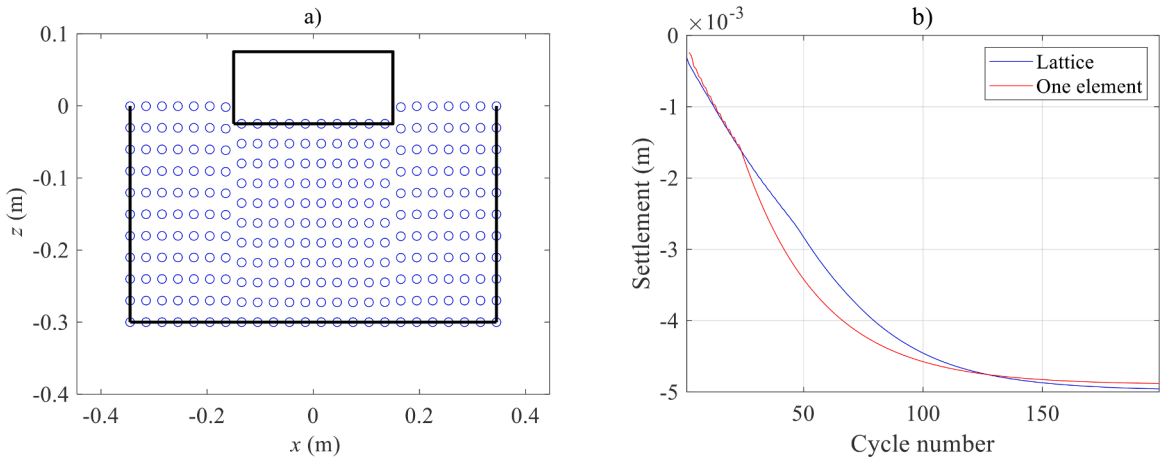 a)
0.1
0
-0.1
-0.2
-0.3
-0.4
z (m)
-0.4
-0.2
0
0.2
0.4
x (m)
b)
×10⁻³
0
-1
-2
-3
-4
-5
Settlement (m)
50
100
150
Cycle number
Lattice
One element